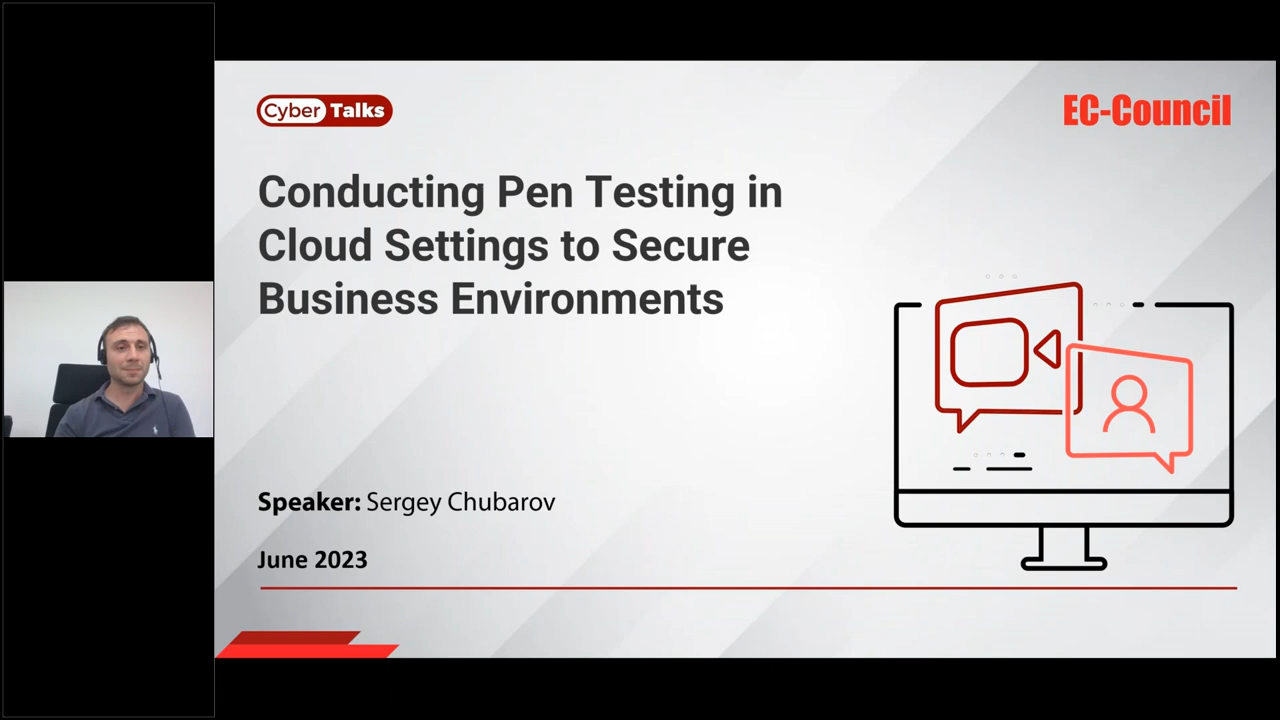 Cyber Talks
EC-Council
Conducting Pen Testing in
Cloud Settings to Secure
Business Environments
Speaker: Sergey Chubarov
June 2023